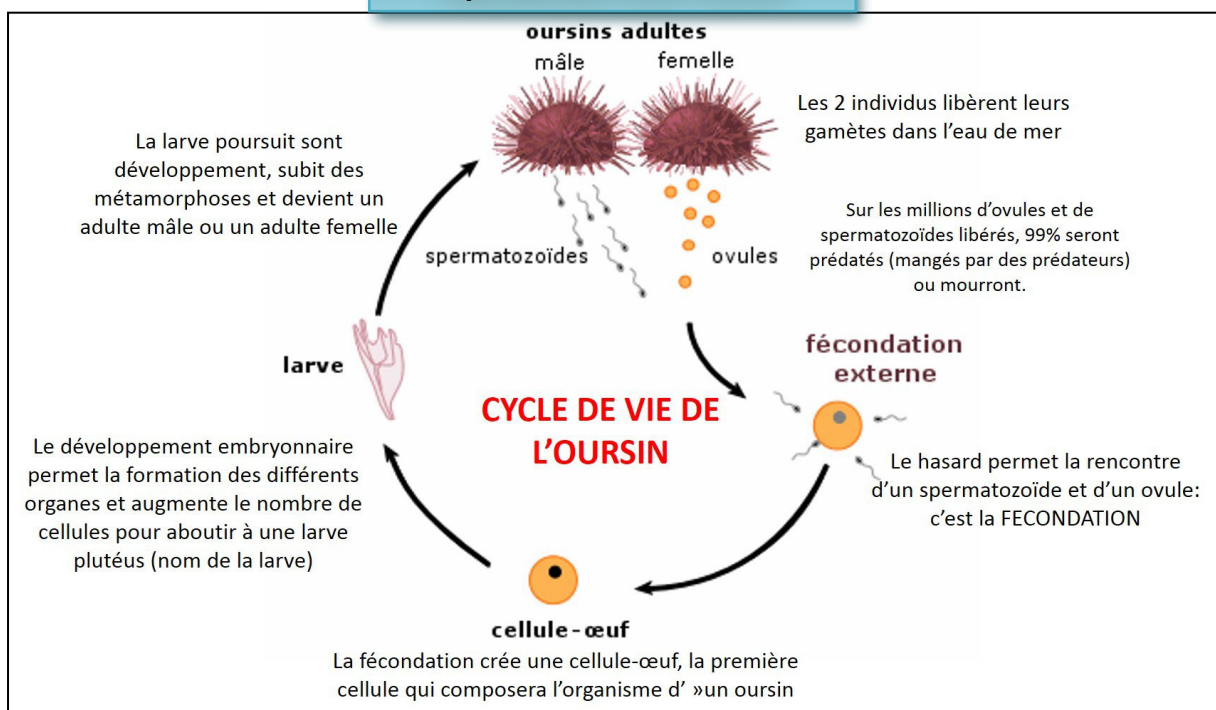 oursins adultes
mâle
femelle
Les 2 individus libèrent leurs
gamètes dans l'eau de mer
La larve poursuit sont
développement, subit des
métamorphoses et devient un
adulte mâle ou un adulte femelle
Sur les millions d'ovules et de
spermatozoïdes libérés, 99% seront
prédatés (mangés par des prédateurs)
ou mourront.
spermatozoïdes
ovules
fécondation
externe
larve
CYCLE DE VIE DE
L'OURSIN
Le développement embryonnaire
permet la formation des différents
organes et augmente le nombre de
cellules pour aboutir à une larve
plutéus (nom de la larve)
Le hasard permet la rencontre
d'un spermatozoïde et d'un ovule:
c'est la FECONDATION
cellule-œuf
La fécondation crée une cellule-œuf, la première
cellule qui composera l'organisme d' »un oursin